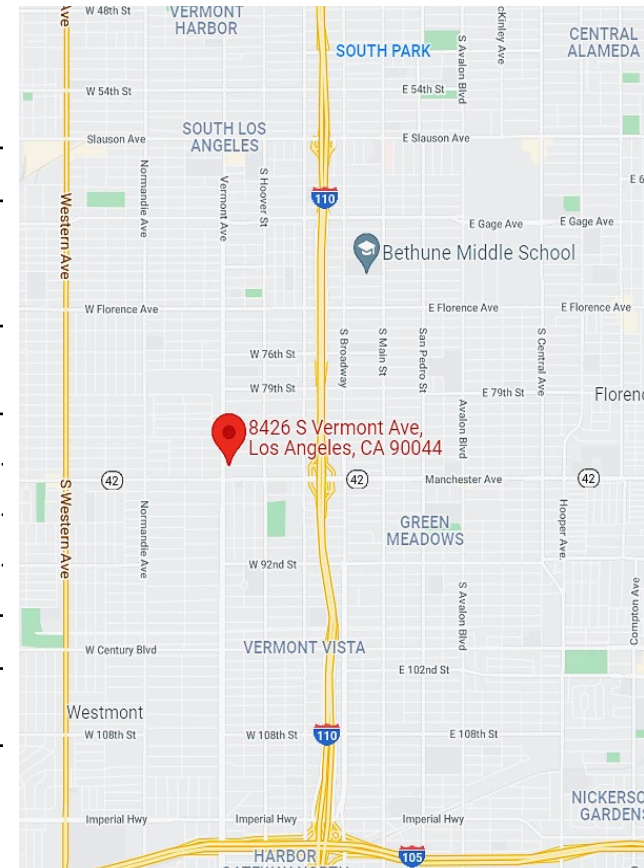 W 48th St
VERMONT
HARBOR
CENTRAL
ALAMEDA
SOUTH PARK
S Avalon Blvd
W 54th St
E 54th St
Slauson Ave
SOUTH LOS
ANGELES
E Slauson Ave
Normandie Ave
Vermont Ave
S Hoover St
110
Western Ave
E Gage Ave
E Gage Ave
Bethune Middle School
W Florence Ave
E Florence Ave
E Florence Ave
S Broadway
S Main St
San Pedro St
S Central Ave
W 76th St
W 79th St
E 79th St
8426 S Vermont Ave,
Los Angeles, CA 90044
Avalon Blvd
42
42
Manchester Ave
42
S Western Ave
Normandie Ave
GREEN
MEADOWS
Hooper Ave
W 92nd St
S Avalon Blvd
Compton Ave
W Century Blvd
VERMONT VISTA
E 102nd St
Westmont
W 108th St
W 108th St
110
E 108th St
Imperial Hwy
Imperial Hwy
Imperial Hwy
HARBOR
105